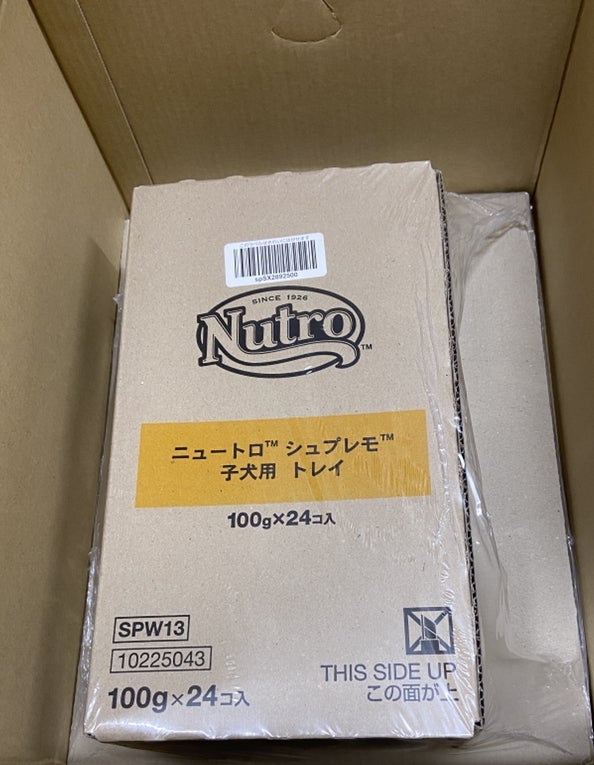 spSX2892500
SINCE 1926
Nutro™
ニュートロ™ シュプレモ™
子犬用 トレイ
100g×24コ入
SPW13
10225043
100g×24コ入
THIS SIDE UP
この面が上